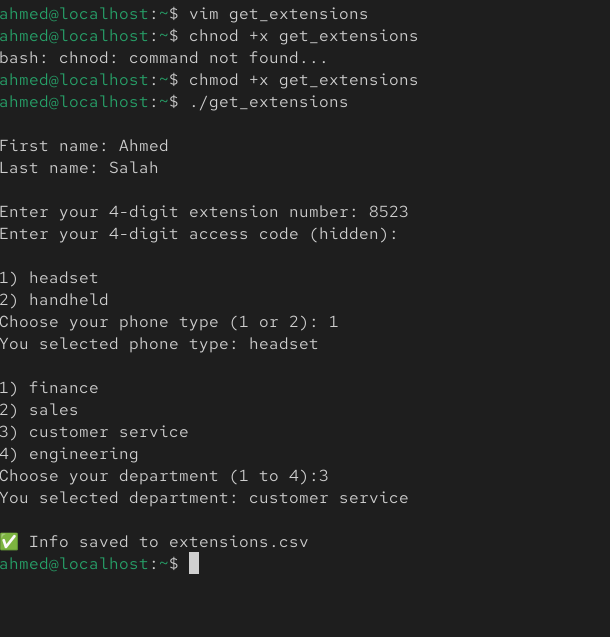 ahmed@localhost:~$ vim get_extensions
ahmed@localhost:~$ chnod +x get_extensions
bash: chnod: command not found...
ahmed@localhost:~$ chmod +x get_extensions
ahmed@localhost:~$ ./get_extensions
First name: Ahmed
Last name: Salah
Enter your 4-digit extension number: 8523
Enter your 4-digit access code (hidden):
1) headset
2) handheld
Choose your phone type (1 or 2): 1
You selected phone type: headset
1) finance
2) sales
3) customer service
4) engineering
Choose your department (1 to 4):3
You selected department: customer service
✅ Info saved to extensions.csv
ahmed@localhost:~$